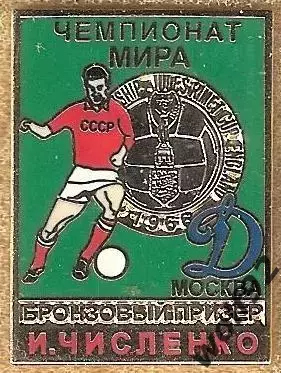 ЧЕМПИОНАТ
МИРА
СССР
1966
Д
МОСКВА
БРОНЗОВЫЙ ПРИЗЕР
И.ЧИСЛЕНКО